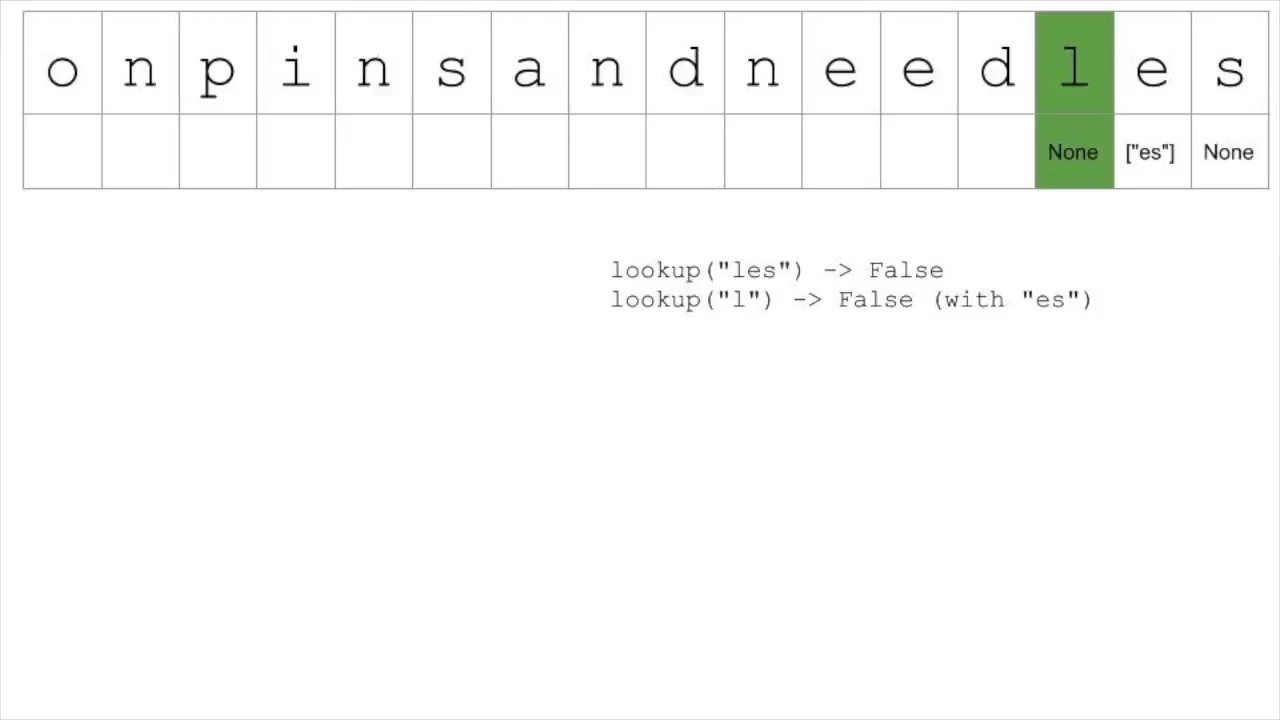 o n p i n s a n d n e e d l e s
None ["es"] None
lookup("les") -> False
lookup("l") -> False (with "es")